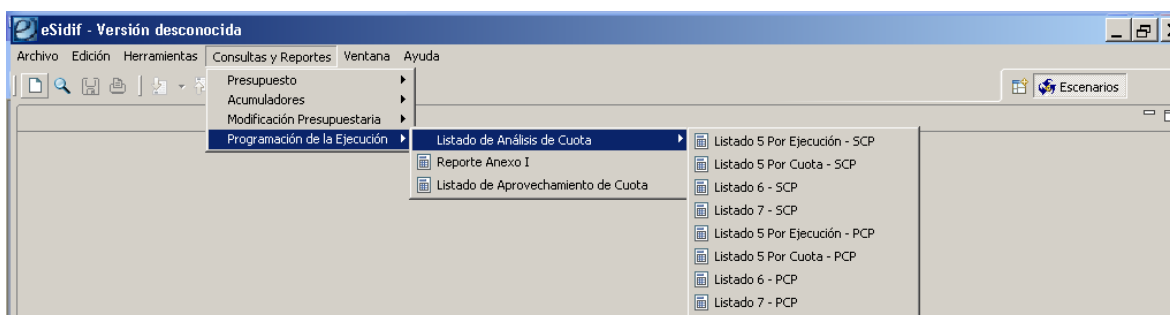 eSidif - Versión desconocida
Archivo Edición Herramientas Consultas y Reportes Ventana Ayuda
Presupuesto
Acumuladores
Modificación Presupuestaria
Programación de la Ejecución
Escenarios
Listado de Análisis de Cuota
Reporte Anexo I
Listado de Aprovechamiento de Cuota
Listado 5 Por Ejecución - SCP
Listado 5 Por Cuota - SCP
Listado 6 - SCP
Listado 7 - SCP
Listado 5 Por Ejecución - PCP
Listado 5 Por Cuota - PCP
Listado 6 - PCP
Listado 7 - PCP